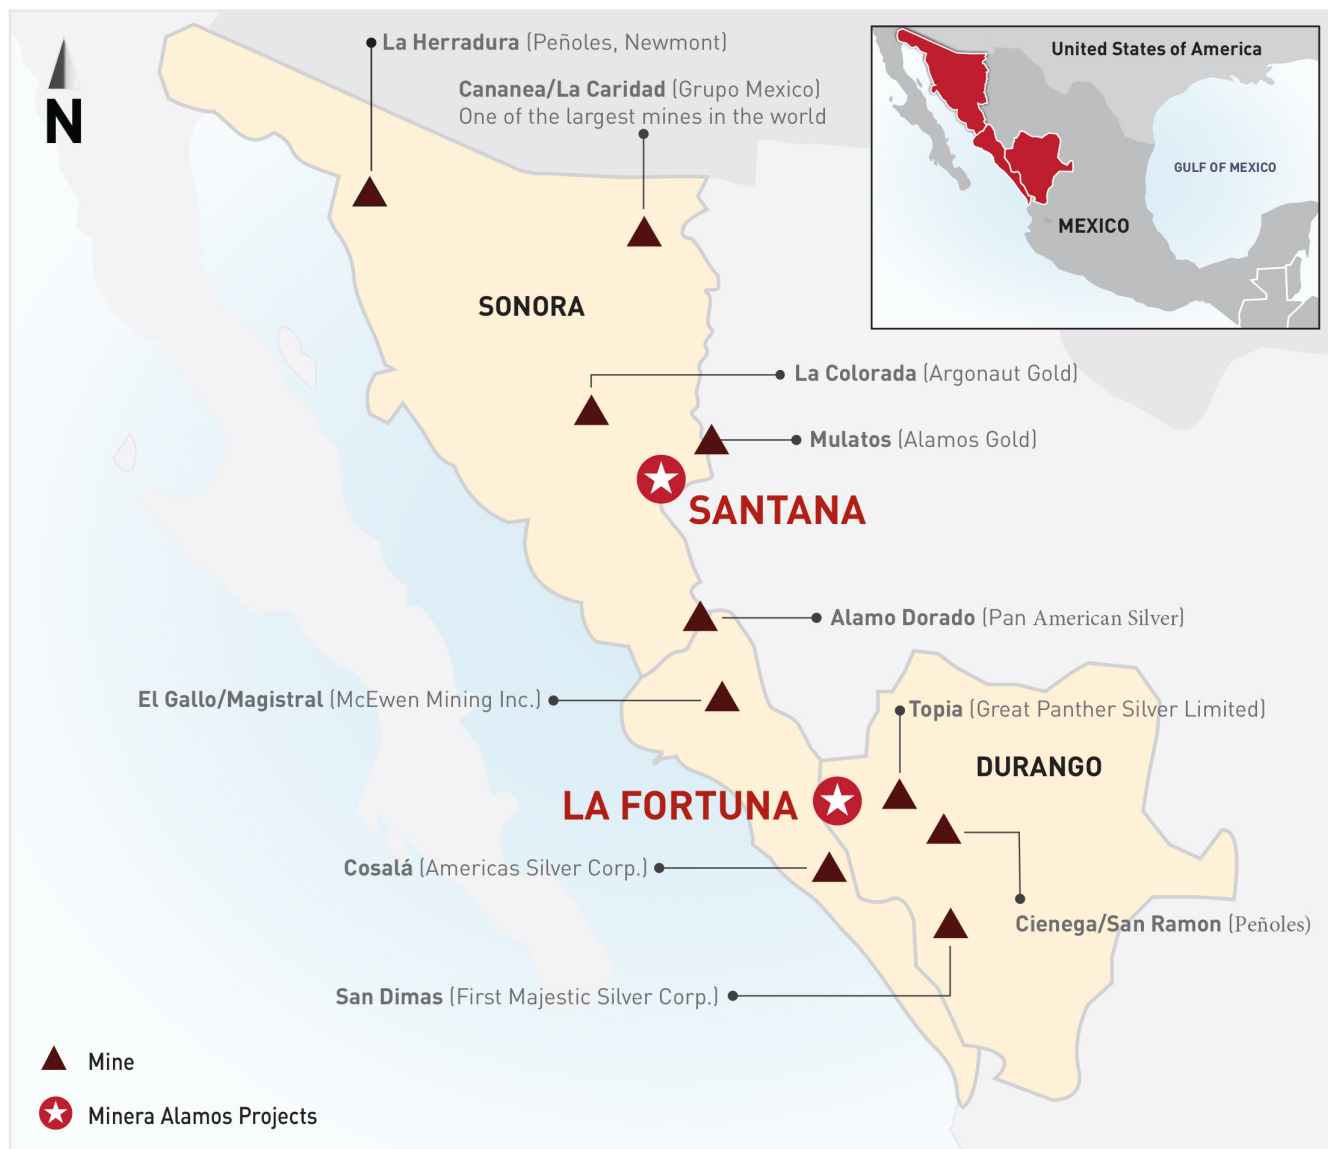 La Herradura (Peñoles, Newmont)
United States of America
Cananea/La Caridad (Grupo Mexico)
One of the largest mines in the world
N
GULF OF MEXICO
MEXICO
SONORA
La Colorada (Argonaut Gold)
Mulatos (Alamos Gold)
SANTANA
Alamo Dorado (Pan American Silver)
El Gallo/Magistral (McEwen Mining Inc.)
Topia (Great Panther Silver Limited)
DURANGO
LA FORTUNA
Cosalá (Americas Silver Corp.)
Cienega/San Ramon (Peñoles)
San Dimas (First Majestic Silver Corp.)
Mine
Minera Alamos Projects